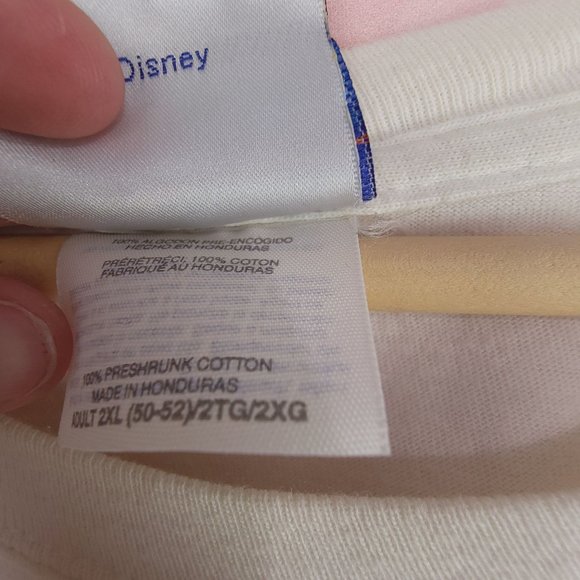 Disney
100% ALGODON PRE-ENCOGIDO
HECHO EN HONDURAS
PRÉRÉTRÉCI, 100% COTON
FABRIQUÉ AU HONDURAS
100% PRESHRUNK COTTON
MADE IN HONDURAS
ADULT 2XL (50-52)/2TG/2XG